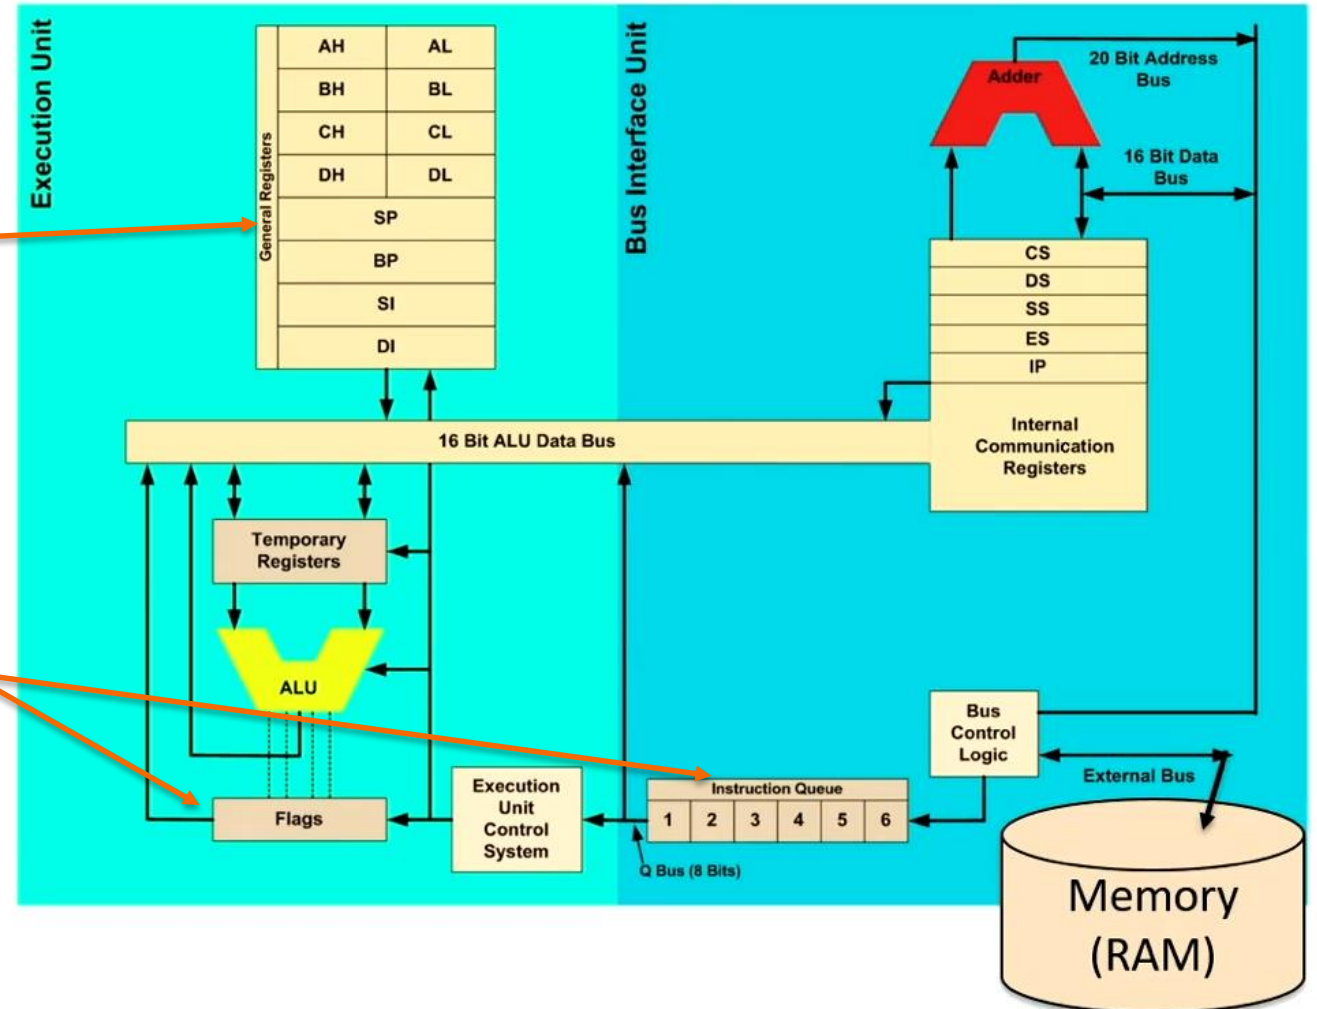 Execution Unit
General Registers
AH AL
BH BL
CH CL
DH DL
SP
BP
SI
DI
Bus Interface Unit
Adder
20 Bit Address
Bus
16 Bit Data
Bus
CS
DS
SS
ES
IP
Internal
Communication
Registers
16 Bit ALU Data Bus
Temporary
Registers
ALU
Flags
Execution
Unit
Control
System
Instruction Queue
1 2 3 4 5 6
Q Bus (8 Bits)
Bus
Control
Logic
External Bus
Memory
(RAM)